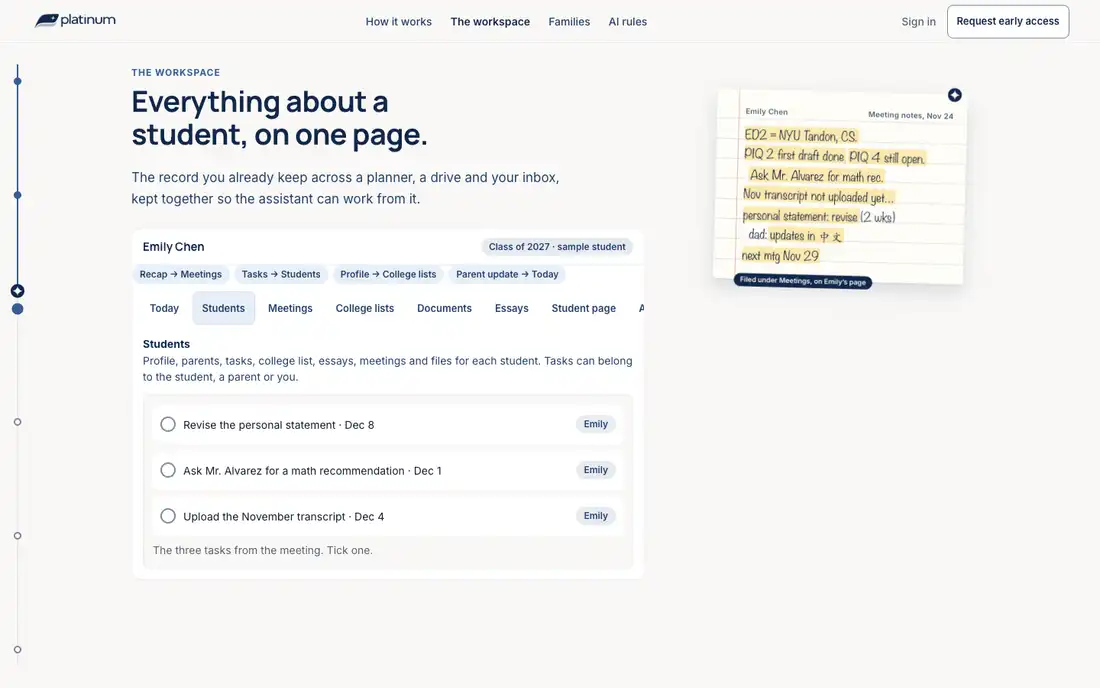 platinum
How it works
The workspace
Families
AI rules
Sign in
Request early access
THE WORKSPACE
Everything about a
student, on one page.
The record you already keep across a planner, a drive and your inbox,
kept together so the assistant can work from it.
Emily Chen
Class of 2027 · sample student
Recap → Meetings
Tasks → Students
Profile → College lists
Parent update → Today
Today
Students
Meetings
College lists
Documents
Essays
Student page
A
Students
Profile, parents, tasks, college list, essays, meetings and files for each student. Tasks can belong
to the student, a parent or you.
Revise the personal statement · Dec 8
Emily
Ask Mr. Alvarez for a math recommendation · Dec 1
Emily
Upload the November transcript · Dec 4
Emily
The three tasks from the meeting. Tick one.
Emily Chen
Meeting notes, Nov 24
ED2 = NYU Tandon, CS.
PIQ 2 first draft done. PIQ 4 still open.
Ask Mr. Alvarez for math rec.
Nov transcript not uploaded yet...
personal statement: revise (2 wks)
dad: updates in 中文
next mtg Nov 29
Filed under Meetings, on Emily's page